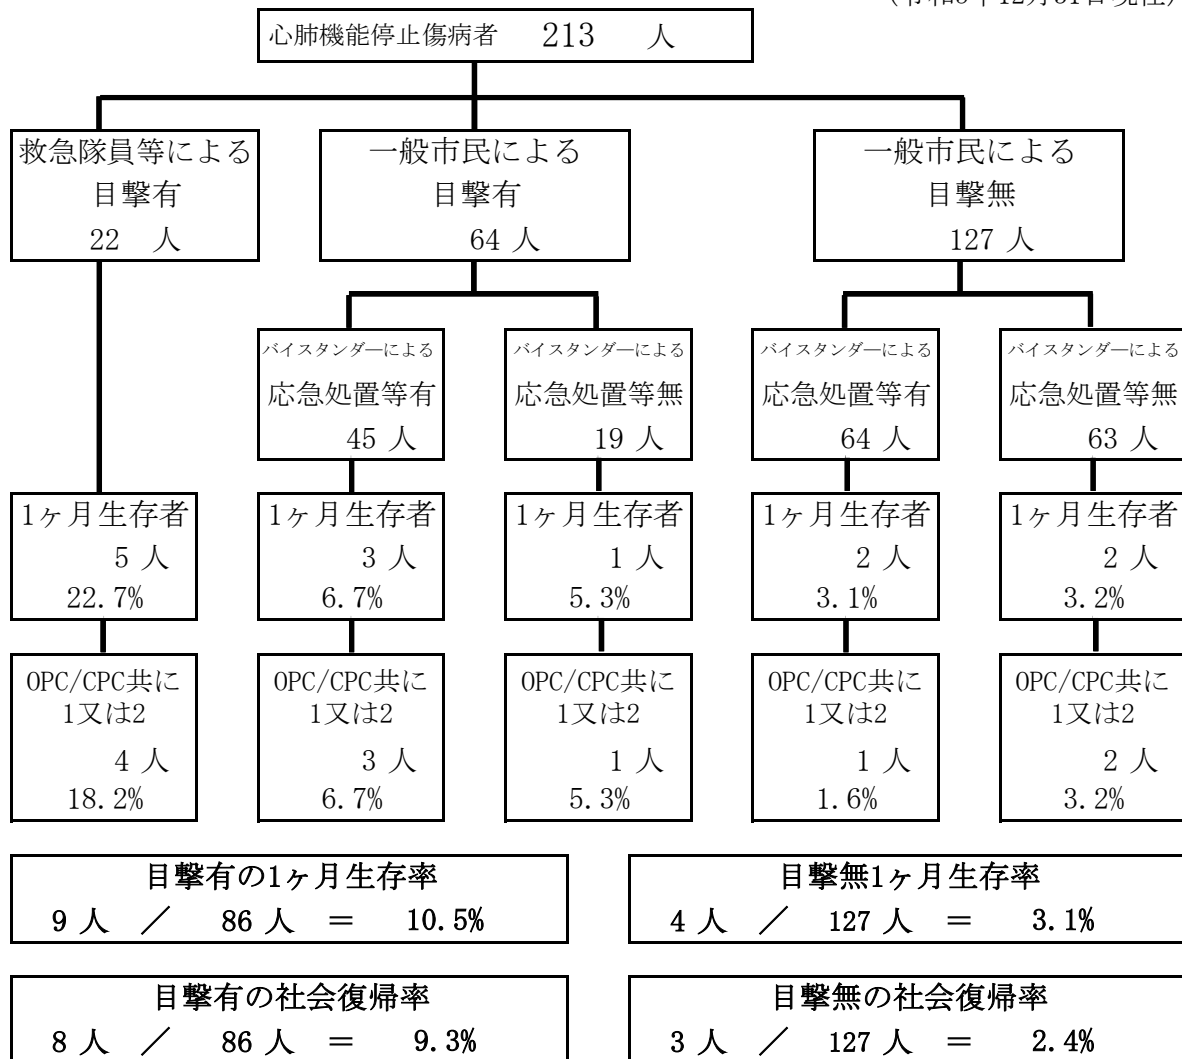 心肺機能停止傷病者 213 人
救急隊員等による
目撃有
22 人
一般市民による
目撃有
64 人
一般市民による
目撃無
127 人
バイスタンダーによる
応急処置等有
45 人
バイスタンダーによる
応急処置等無
19 人
バイスタンダーによる
応急処置等有
64 人
バイスタンダーによる
応急処置等無
63 人
1ヶ月生存者
5 人
22.7%
1ヶ月生存者
3 人
6.7%
1ヶ月生存者
1 人
5.3%
1ヶ月生存者
2 人
3.1%
1ヶ月生存者
2 人
3.2%
OPC/CPC共に
1又は2
4 人
18.2%
OPC/CPC共に
1又は2
3 人
6.7%
OPC/CPC共に
1又は2
1 人
5.3%
OPC/CPC共に
1又は2
1 人
1.6%
OPC/CPC共に
1又は2
2 人
3.2%
目撃有の1ヶ月生存率
9 人 ／ 86 人 ＝ 10.5%
目撃無1ヶ月生存率
4 人 ／ 127 人 ＝ 3.1%
目撃有の社会復帰率
8 人 ／ 86 人 ＝ 9.3%
目撃無の社会復帰率
3 人 ／ 127 人 ＝ 2.4%